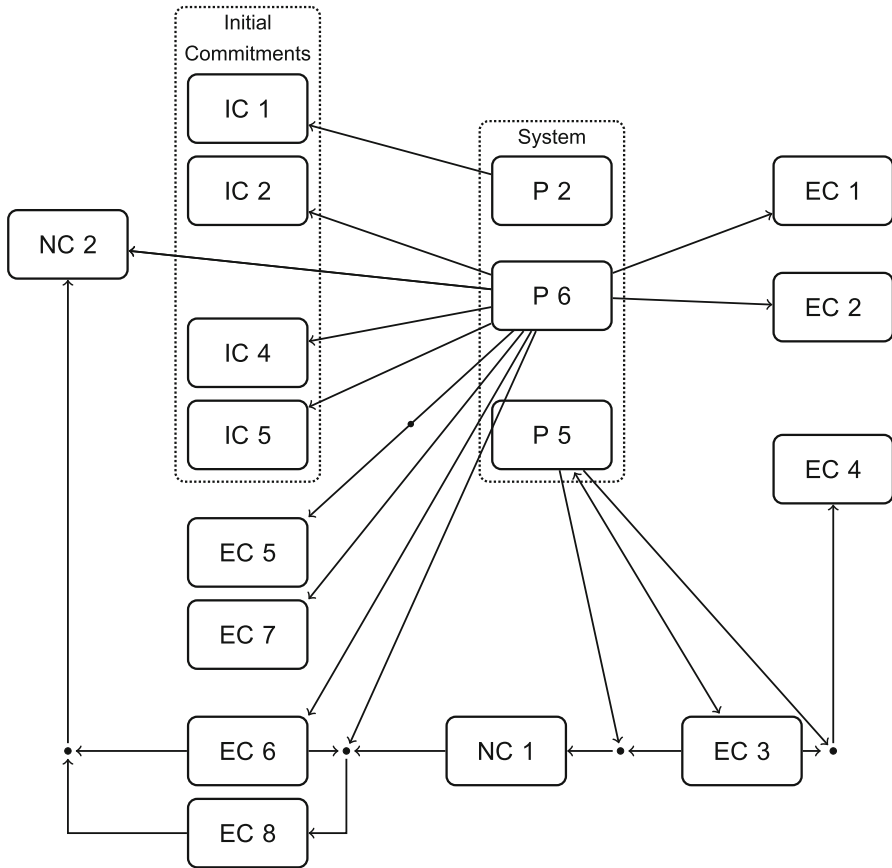 Initial
Commitments
IC 1
IC 2
IC 4
IC 5
System
P 2
P 6
P 5
EC 1
EC 2
EC 4
NC 2
EC 5
EC 7
EC 6
EC 8
NC 1
EC 3